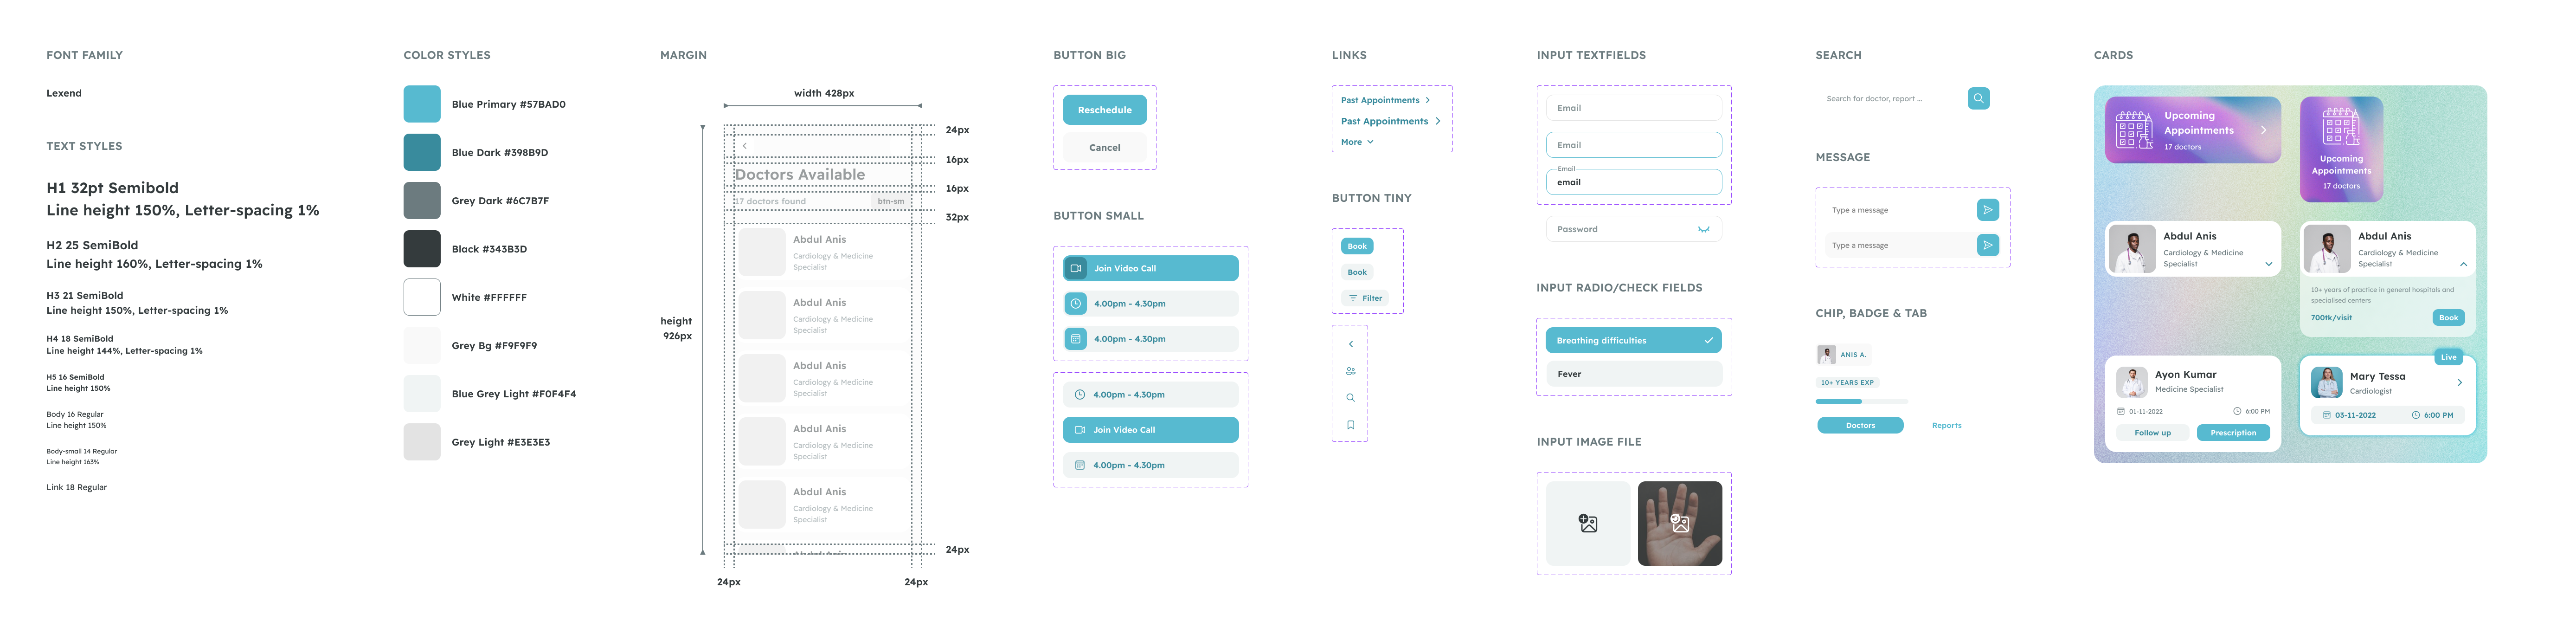 FONT FAMILY
Lexend
TEXT STYLES
H1 32pt Semibold
Line height 150%, Letter-spacing 1%
H2 25 SemiBold
Line height 160%, Letter-spacing 1%
H3 21 SemiBold
Line height 150%, Letter-spacing 1%
H4 18 SemiBold
Line height 144%, Letter-spacing 1%
H5 16 SemiBold
Line height 150%
Body 16 Regular
Line height 150%
Body-small 14 Regular
Line height 163%
Link 18 Regular
COLOR STYLES
Blue Primary #57BAD0
Blue Dark #398B9D
Grey Dark #6C7B7F
Black #343B3D
White #FFFFFF
Grey Bg #F9F9F9
Blue Grey Light #F0F4F4
Grey Light #E3E3E3
MARGIN
width 428px
24px
16px
Doctors Available
16px
17 doctors found
btn-sm
32px
Abdul Anis
Cardiology & Medicine
Specialist
Abdul Anis
Cardiology & Medicine
Specialist
height
926px
Abdul Anis
Cardiology & Medicine
Specialist
Abdul Anis
Cardiology & Medicine
Specialist
Abdul Anis
Cardiology & Medicine
Specialist
24px
24px
24px
BUTTON BIG
Reschedule
Cancel
BUTTON SMALL
Join Video Call
4.00pm - 4.30pm
4.00pm - 4.30pm
4.00pm - 4.30pm
Join Video Call
4.00pm - 4.30pm
LINKS
Past Appointments
Past Appointments
More
BUTTON TINY
Book
Book
Filter
INPUT TEXTFIELDS
Email
Email
Email
email
Password
INPUT RADIO/CHECK FIELDS
Breathing difficulties
Fever
INPUT IMAGE FILE
SEARCH
Search for doctor, report ...
MESSAGE
Type a message
Type a message
CHIP, BADGE & TAB
ANIS A.
10+ YEARS EXP
Doctors
Reports
CARDS
Upcoming
Appointments
17 doctors
Upcoming
Appointments
17 doctors
Abdul Anis
Cardiology & Medicine
Specialist
Abdul Anis
Cardiology & Medicine
Specialist
10+ years of practice in general hospitals and
specialised centers
700tk/visit
Book
Ayon Kumar
Medicine Specialist
01-11-2022
6:00 PM
Follow up
Prescription
Live
Mary Tessa
Cardiologist
03-11-2022
6:00 PM